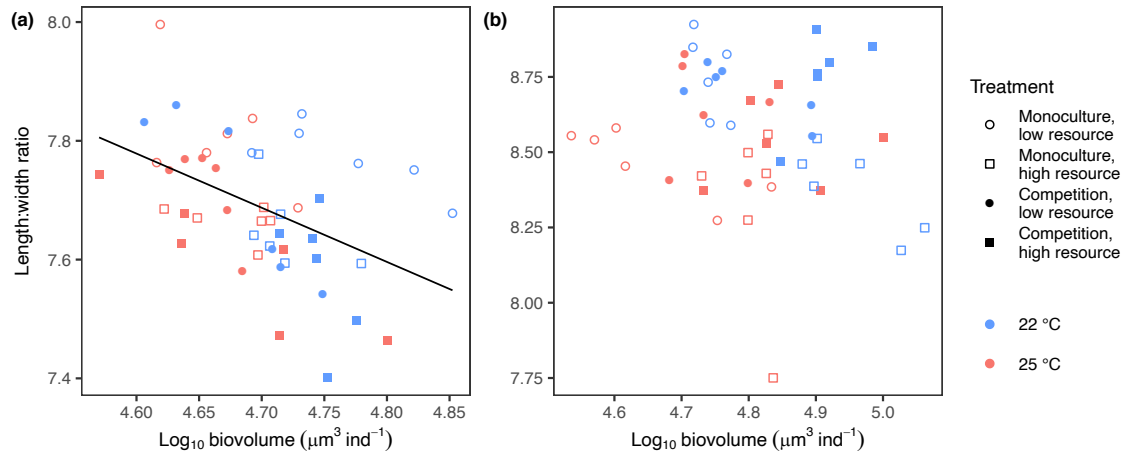 (a)
Length:width ratio
8.0
7.8
7.6
7.4
4.60 4.65 4.70 4.75 4.80 4.85
Log₁₀ biovolume (μm³ ind⁻¹)
(b)
8.75
8.50
8.25
8.00
7.75
4.6 4.7 4.8 4.9 5.0
Log₁₀ biovolume (μm³ ind⁻¹)
Treatment
Monoculture,
low resource
Monoculture,
high resource
Competition,
low resource
Competition,
high resource
22 °C
25 °C